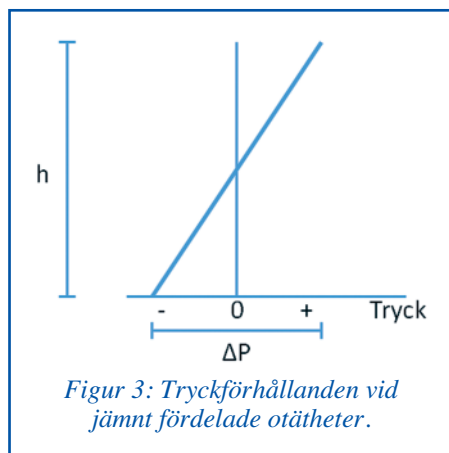 h
- 0 + Tryck
ΔP
Figur 3: Tryckförhållanden vid
jämnt fördelade otätheter.